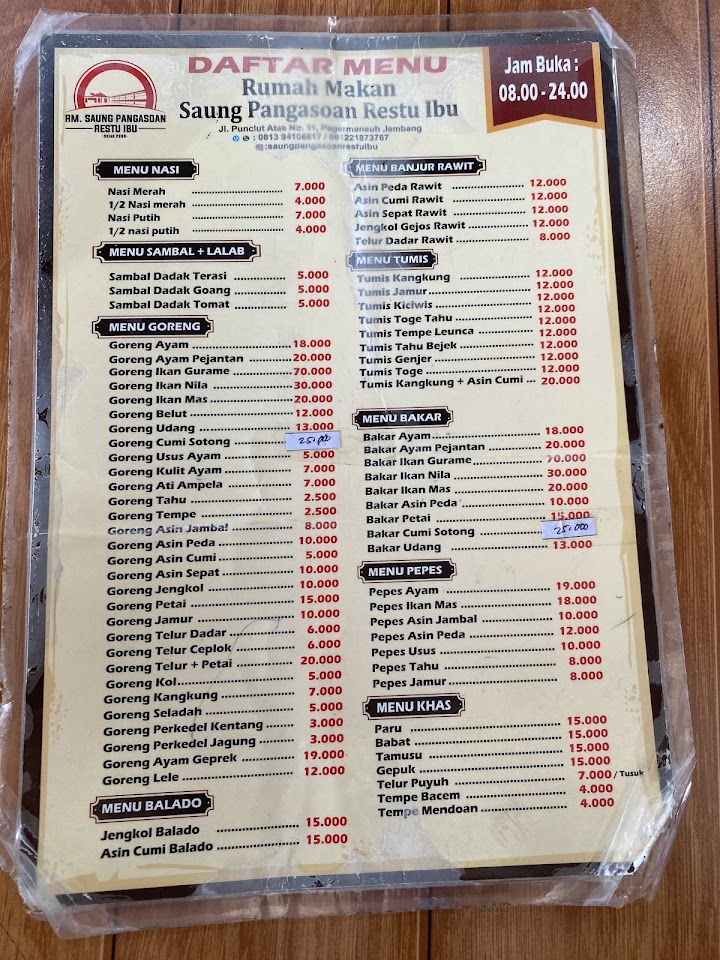 RM. SAUNG PANGASOAN
RESTU IBU
DAFTAR MENU
Rumah Makan
Saung Pangasoan Restu Ibu
Jl. Punclut Atas No. 11, Pagermaneuh ,lembang
: 0813 94106617 / 081221873767
:saungpangasoanrestuibu
Jam Buka :
08.00 - 24.00
MENU NASI
Nasi Merah 7.000
1/2 Nasi merah 4.000
Nasi Putih 7.000
1/2 nasi putih 4.000
MENU SAMBAL + LALAB
Sambal Dadak Terasi 5.000
Sambal Dadak Goang 5.000
Sambal Dadak Tomat 5.000
MENU GORENG
Goreng Ayam 18.000
Goreng Ayam Pejantan 20.000
Goreng Ikan Gurame 70.000
Goreng Ikan Nila 30.000
Goreng Ikan Mas 20.000
Goreng Belut 12.000
Goreng Udang 13.000
Goreng Cumi Sotong 25.000
Goreng Usus Ayam 5.000
Goreng Kulit Ayam 7.000
Goreng Ati Ampela 7.000
Goreng Tahu 2.500
Goreng Tempe 2.500
Goreng Asin Jambal 8.000
Goreng Asin Peda 10.000
Goreng Asin Cumi 5.000
Goreng Asin Sepat 10.000
Goreng Jengkol 10.000
Goreng Petai 15.000
Goreng Jamur 10.000
Goreng Telur Dadar 6.000
Goreng Telur Ceplok 6.000
Goreng Telur + Petai 20.000
Goreng Kol 5.000
Goreng Kangkung 7.000
Goreng Seladah 5.000
Goreng Perkedel Kentang 3.000
Goreng Perkedel Jagung 3.000
Goreng Ayam Geprek 19.000
Goreng Lele 12.000
MENU BALADO
Jengkol Balado 15.000
Asin Cumi Balado 15.000
MENU BANJUR RAWIT
Asin Peda Rawit 12.000
Asin Cumi Rawit 12.000
Asin Sepat Rawit 12.000
Jengkol Gejos Rawit 12.000
Telur Dadar Rawit 8.000
MENU TUMIS
Tumis Kangkung 12.000
Tumis Jamur 12.000
Tumis Kiciwis 12.000
Tumis Toge Tahu 12.000
Tumis Tempe Leunca 12.000
Tumis Tahu Bejek 12.000
Tumis Genjer 12.000
Tumis Toge 12.000
Tumis Kangkung + Asin Cumi 20.000
MENU BAKAR
Bakar Ayam 18.000
Bakar Ayam Pejantan 20.000
Bakar Ikan Gurame 70.000
Bakar Ikan Nila 30.000
Bakar Ikan Mas 20.000
Bakar Asin Peda 10.000
Bakar Petai 15.000
Bakar Cumi Sotong 25.000
Bakar Udang 13.000
MENU PEPES
Pepes Ayam 19.000
Pepes Ikan Mas 18.000
Pepes Asin Jambal 10.000
Pepes Asin Peda 12.000
Pepes Usus 10.000
Pepes Tahu 8.000
Pepes Jamur 8.000
MENU KHAS
Paru 15.000
Babat 15.000
Tamusu 15.000
Gepuk 15.000
Telur Puyuh 7.000 / Tusuk
Tempe Bacem 4.000
Tempe Mendoan 4.000